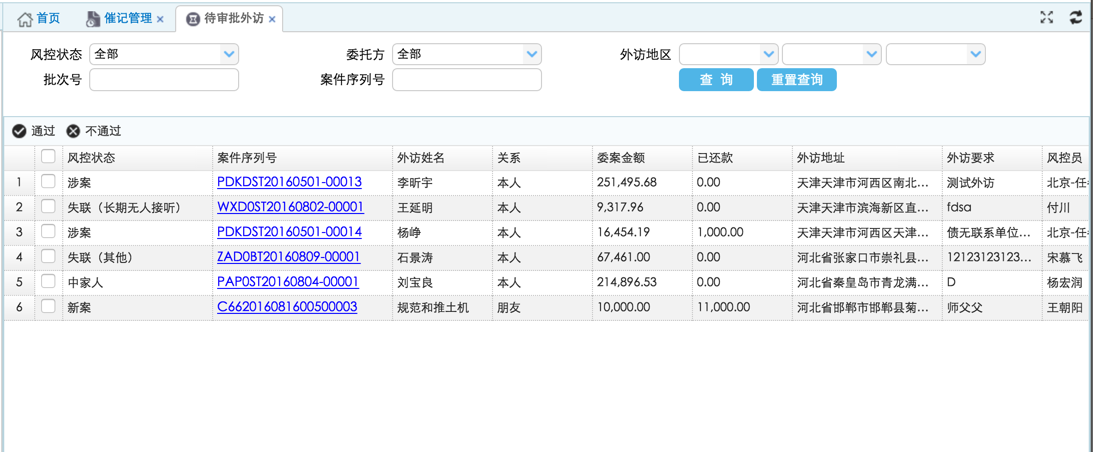 首页 催记管理 × 待审批外访 ×
风控状态 全部 委托方 全部 外访地区
批次号 案件序列号 查 询 重置查询
通过 不通过
风控状态 案件序列号 外访姓名 关系 委案金额 已还款 外访地址 外访要求 风控员
1 涉案 PDKDST20160501-00013 李昕宇 本人 251,495.68 0.00 天津天津市河西区南北... 测试外访 北京-任
2 失联（长期无人接听） WXD0ST20160802-00001 王延明 本人 9,317.96 0.00 天津天津市滨海新区直... fdsa 付川
3 涉案 PDKDST20160501-00014 杨峥 本人 16,454.19 1,000.00 天津天津市河西区天津... 债无联系单位... 北京-任
4 失联（其他） ZAD0BT20160809-00001 石景涛 本人 67,461.00 0.00 河北省张家口市崇礼县... 12123123123... 宋慕飞
5 中家人 PAP0ST20160804-00001 刘宝良 本人 214,896.53 0.00 河北省秦皇岛市青龙满... D 杨宏润
6 新案 C662016081600500003 规范和推土机 朋友 10,000.00 11,000.00 河北省邯郸市邯郸县菊... 师父父 王朝阳